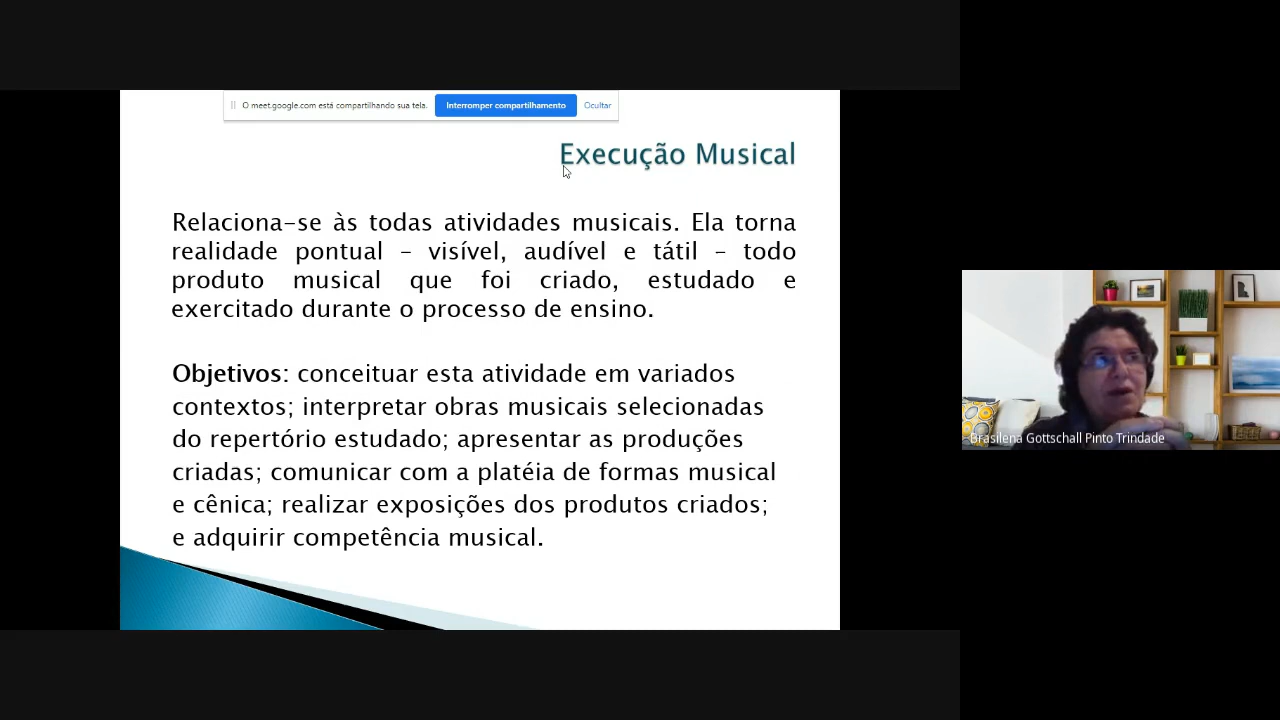 O meet.google.com está compartilhando sua tela.
Interromper compartilhamento
Ocultar
Execução Musical
Relaciona-se às todas atividades musicais. Ela torna
realidade pontual – visível, audível e tátil – todo
produto musical que foi criado, estudado e
exercitado durante o processo de ensino.
Objetivos: conceituar esta atividade em variados
contextos; interpretar obras musicais selecionadas
do repertório estudado; apresentar as produções
criadas; comunicar com a platéia de formas musical
e cênica; realizar exposições dos produtos criados;
e adquirir competência musical.
Brasilena Gottschall Pinto Trindade